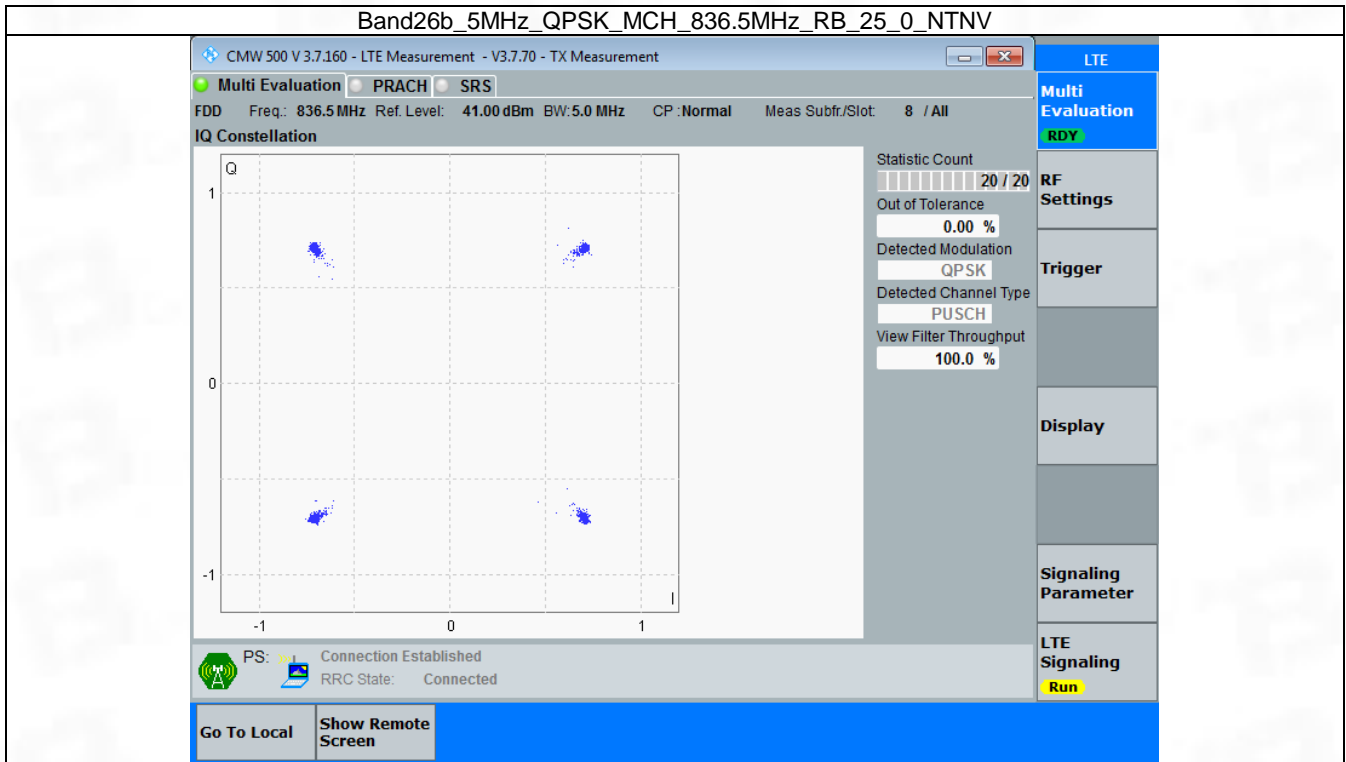 Band26b_5MHz_QPSK_MCH_836.5MHz_RB_25_0_NTNV
CMW 500 V 3.7.160 - LTE Measurement - V3.7.70 - TX Measurement
LTE
Multi Evaluation PRACH SRS
FDD Freq.: 836.5 MHz Ref. Level: 41.00 dBm BW: 5.0 MHz CP : Normal Meas Subfr./Slot: 8 / All
IQ Constellation
Q
1
0
-1
I
-1 0 1
Statistic Count
20 / 20
Out of Tolerance
0.00 %
Detected Modulation
QPSK
Detected Channel Type
PUSCH
View Filter Throughput
100.0 %
Multi
Evaluation
RDY
RF
Settings
Trigger
Display
Signaling
Parameter
LTE
Signaling
Run
PS:
Connection Established
RRC State: Connected
Go To Local
Show Remote
Screen